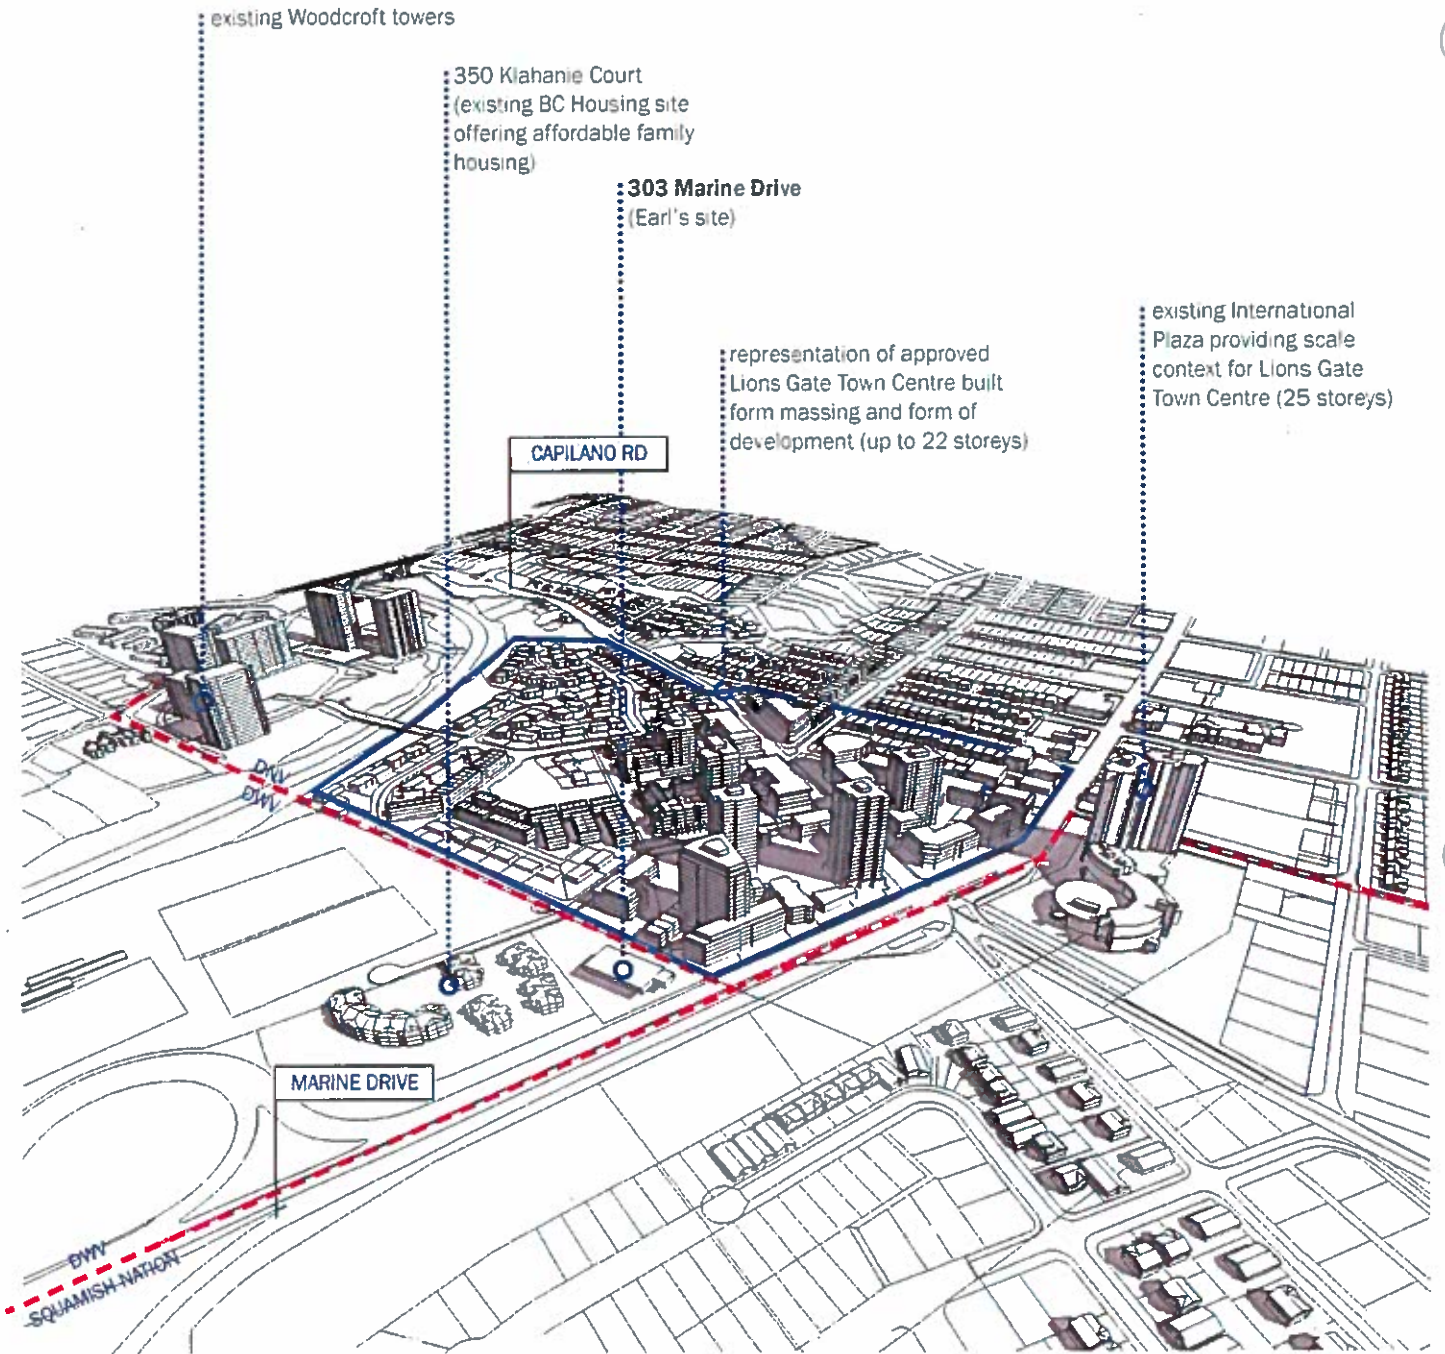 existing Woodcroft towers
350 Klahanie Court
(existing BC Housing site
offering affordable family
housing)
303 Marine Drive
(Earl's site)
existing International
Plaza providing scale
context for Lions Gate
Town Centre (25 storeys)
representation of approved
Lions Gate Town Centre built
form massing and form of
development (up to 22 storeys)
CAPILANO RD
DNV
DWV
MARINE DRIVE
DWV
SQUAMISH NATION